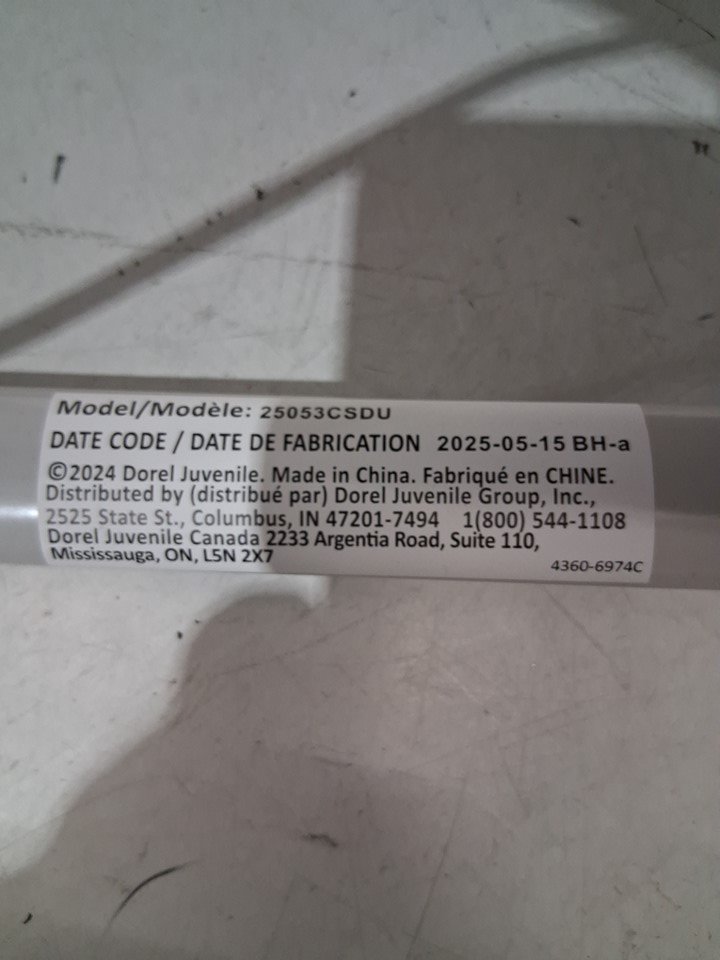 Model/Modèle: 25053CSDU
DATE CODE / DATE DE FABRICATION 2025-05-15 BH-a
©2024 Dorel Juvenile. Made in China. Fabriqué en CHINE.
Distributed by (distribué par) Dorel Juvenile Group, Inc.,
2525 State St., Columbus, IN 47201-7494 1(800) 544-1108
Dorel Juvenile Canada 2233 Argentia Road, Suite 110,
Mississauga, ON, L5N 2X7
4360-6974C